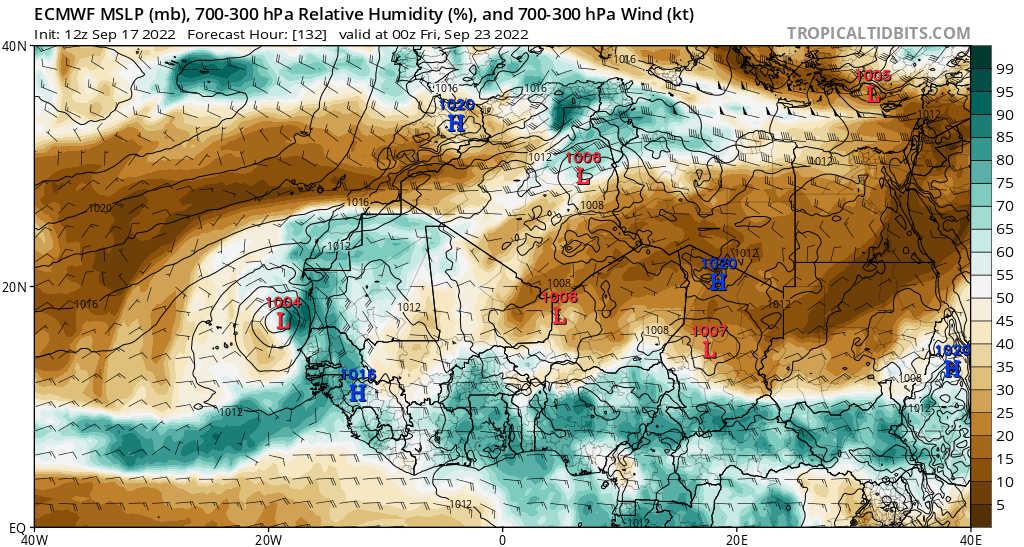 ECMWF MSLP (mb), 700-300 hPa Relative Humidity (%), and 700-300 hPa Wind (kt)
Init: 12z Sep 17 2022 Forecast Hour: [132] valid at 00z Fri, Sep 23 2022
TROPICALTIDBITS.COM
40N
1016
1005
L
99
1016
1016
95
1020
H
1012
90
85
1012
1006
L
1012
80
75
1020
1016
1008
70
65
1012
1012
60
1020
H
55
20N
1008
1006
L
50
1016
1004
L
1012
1012
45
1008
1007
L
40
1020
H
35
1016
H
1008
30
1012
1012
25
20
15
10
1012
1012
5
EQ
40W
20W
0
20E
40E